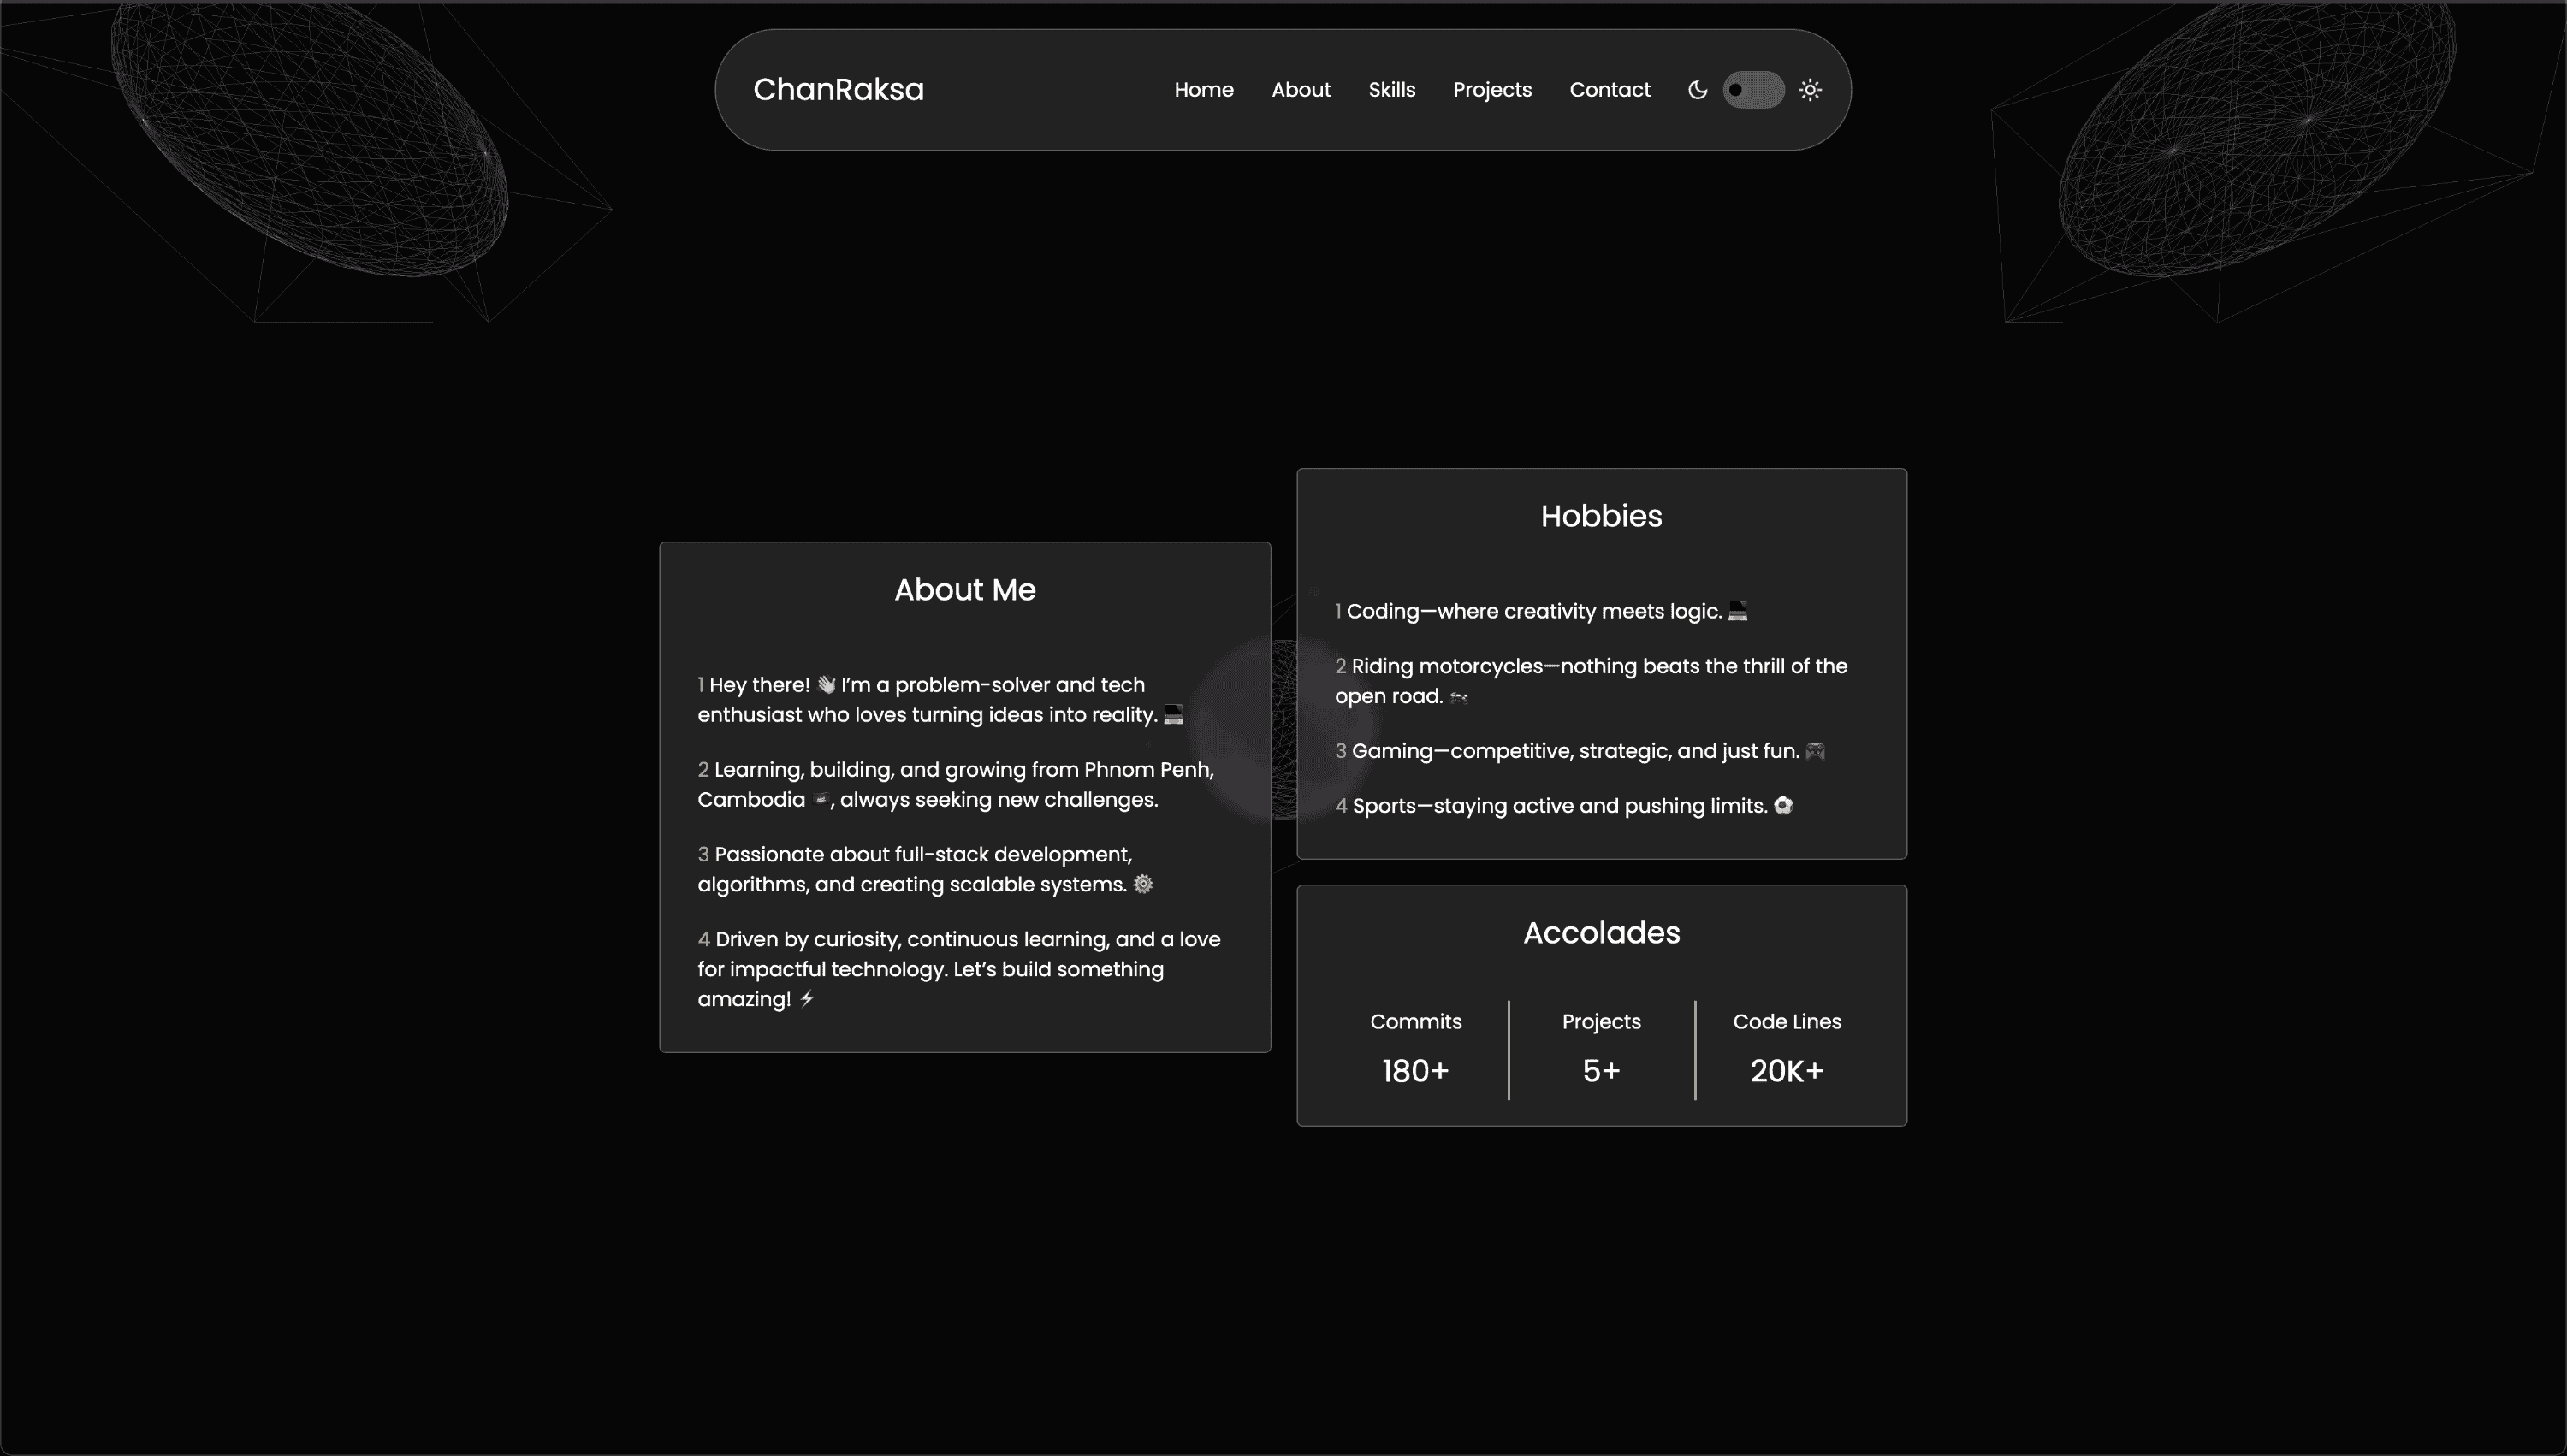 ChanRaksa
Home About Skills Projects Contact
About Me
1 Hey there! 👋 I'm a problem-solver and tech
enthusiast who loves turning ideas into reality. 💻
2 Learning, building, and growing from Phnom Penh,
Cambodia 🇰🇭, always seeking new challenges.
3 Passionate about full-stack development,
algorithms, and creating scalable systems. ⚙️
4 Driven by curiosity, continuous learning, and a love
for impactful technology. Let's build something
amazing! ⚡
Hobbies
1 Coding—where creativity meets logic. 💻
2 Riding motorcycles—nothing beats the thrill of the
open road. 🏍️
3 Gaming—competitive, strategic, and just fun. 🎮
4 Sports—staying active and pushing limits. ⚽
Accolades
Commits Projects Code Lines
180+ 5+ 20K+